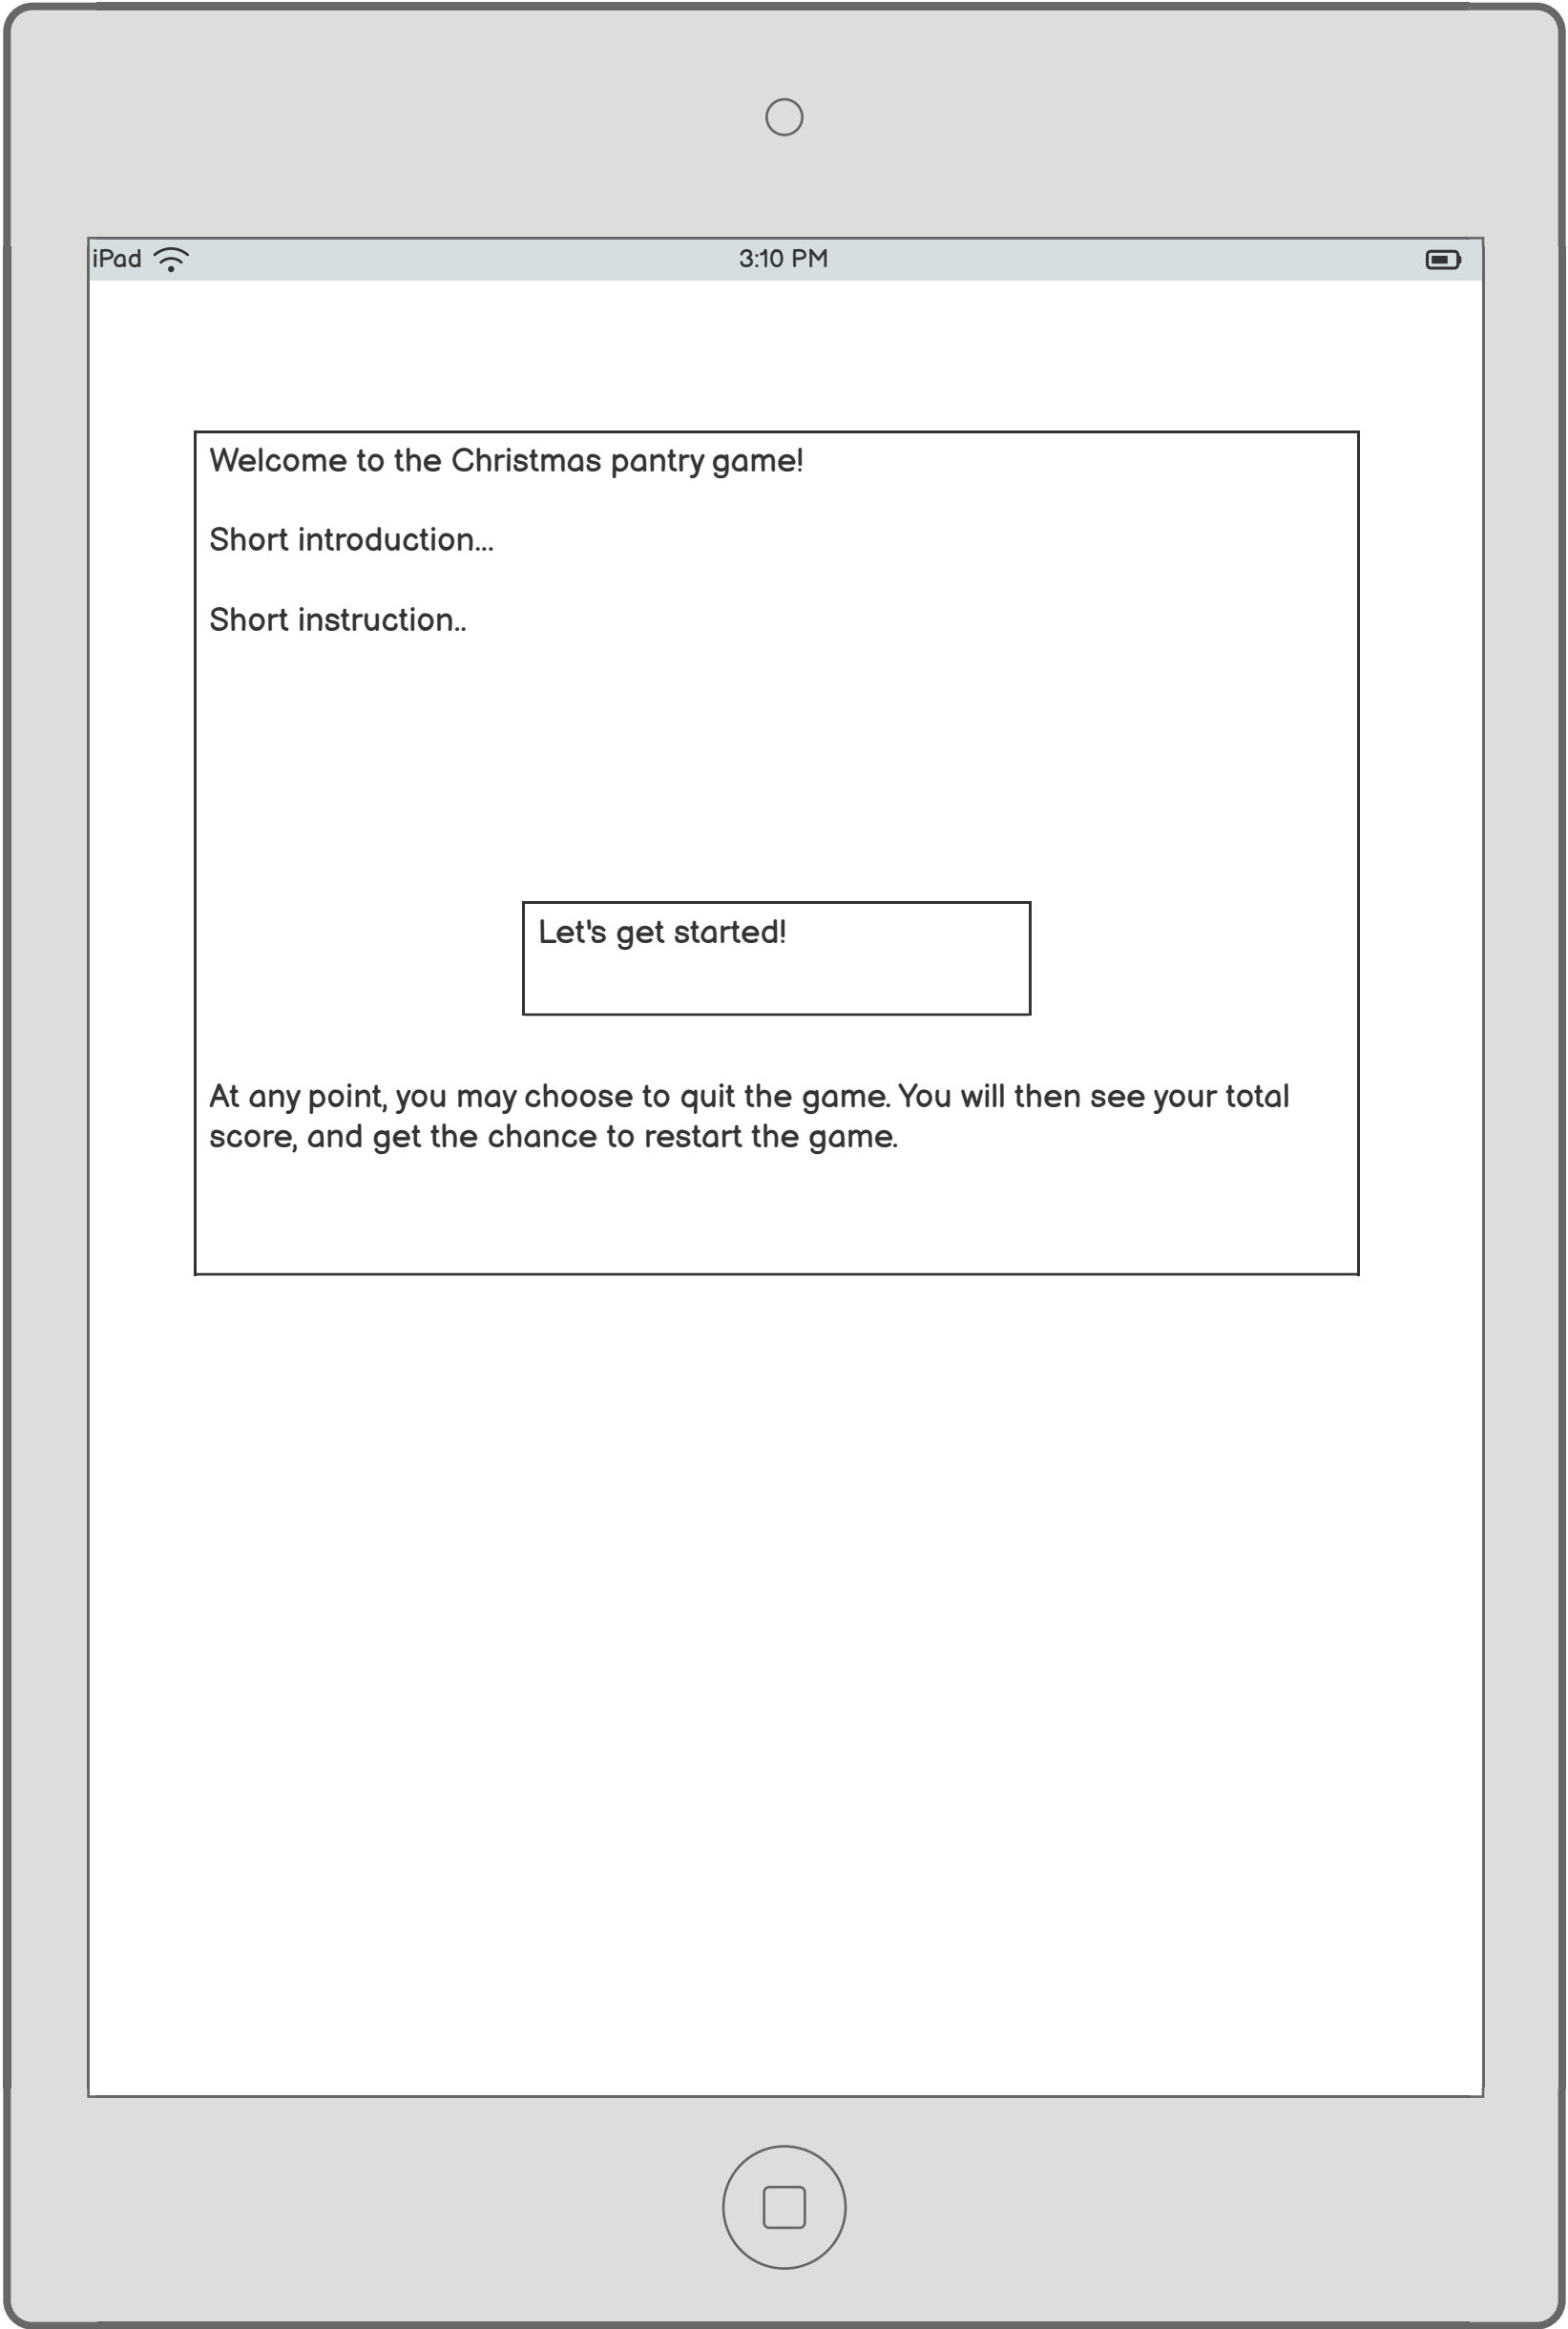 iPad 3:10 PM
Welcome to the Christmas pantry game!
Short introduction...
Short instruction..
Let's get started!
At any point, you may choose to quit the game. You will then see your total
score, and get the chance to restart the game.